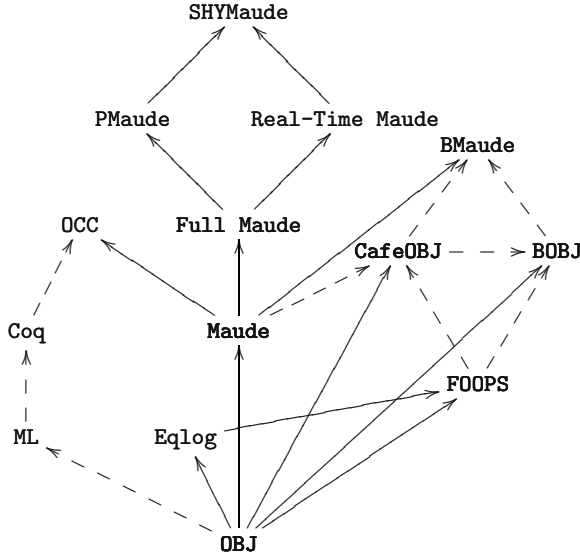 SHYMaude
PMaude
Real-Time Maude
BMaude
OCC
Full Maude
CafeOBJ
BOBJ
Coq
Maude
FOOPS
ML
Eqlog
OBJ